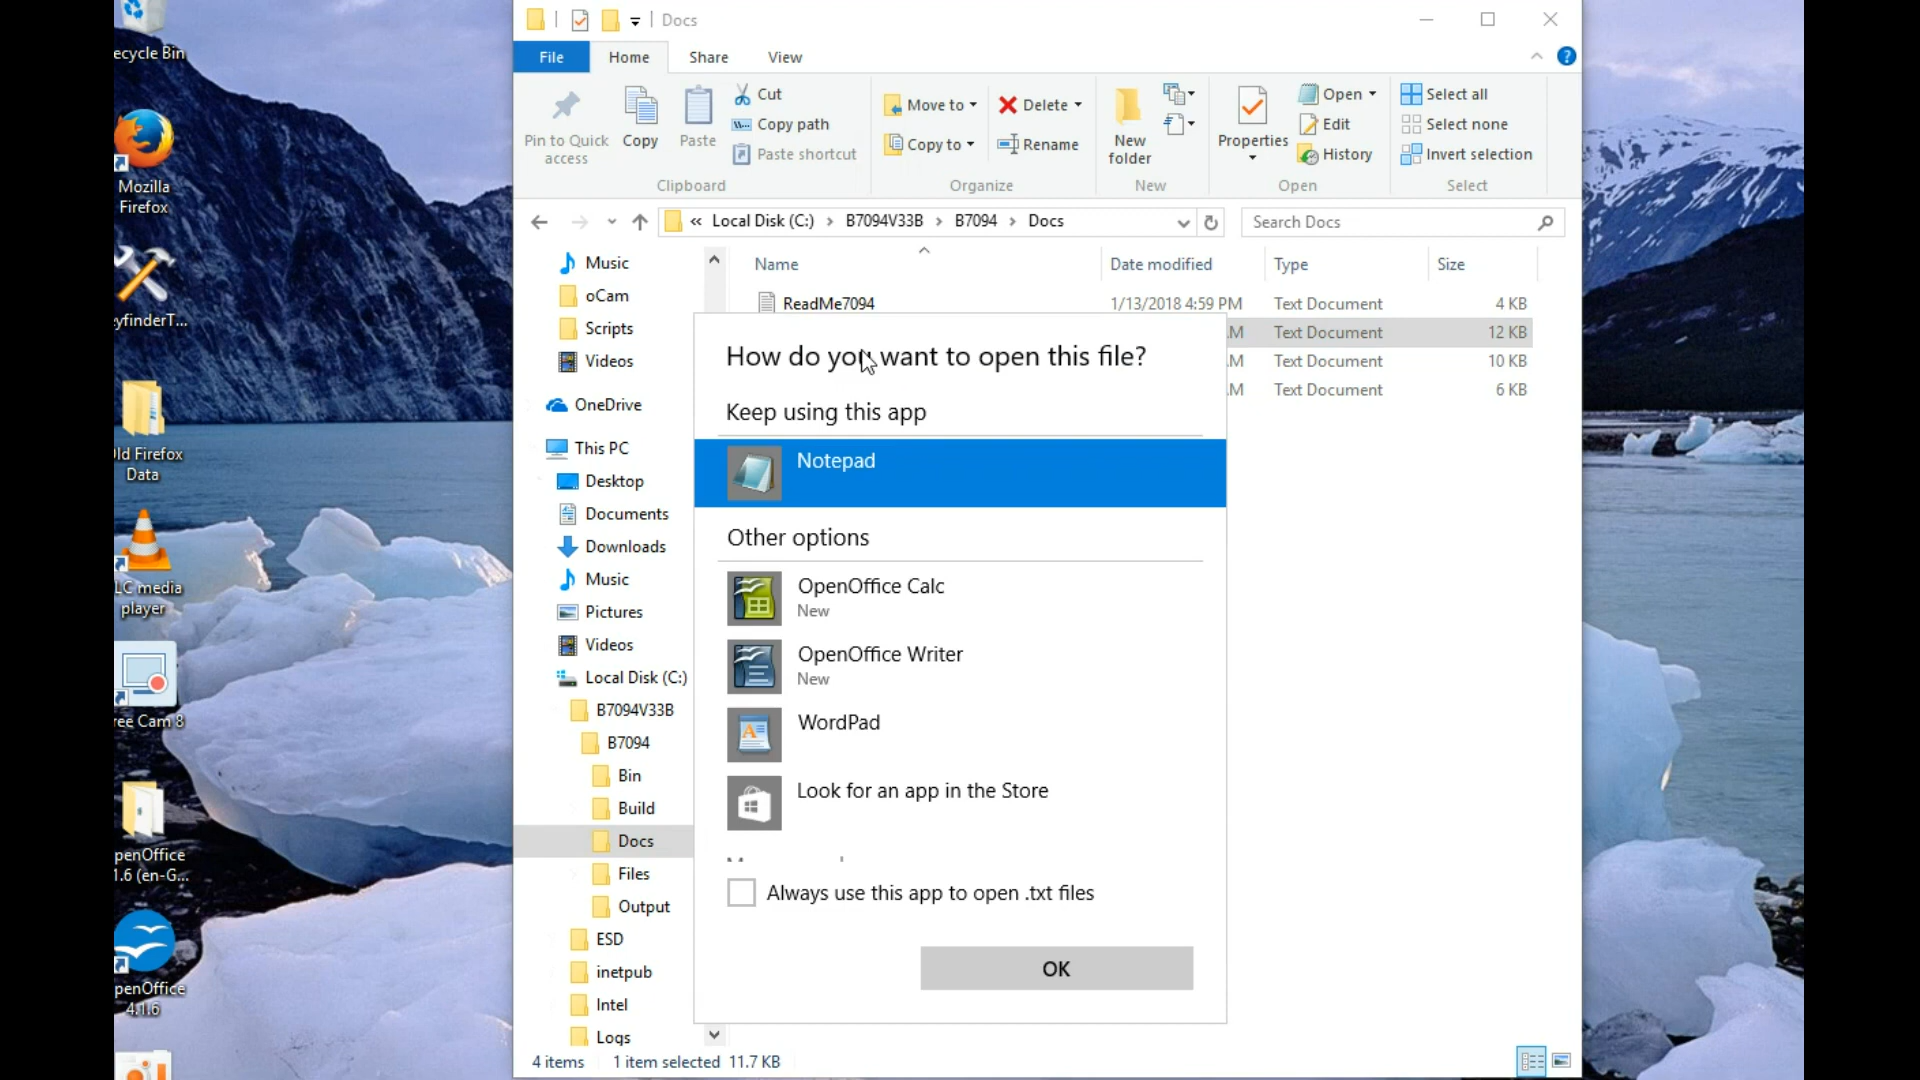 Docs
File
Home
Share
View
Pin to Quick
access
Copy
Paste
Cut
Copy path
Paste shortcut
Clipboard
Move to
Copy to
Delete
Rename
Organize
New
folder
New
Properties
Open
Edit
History
Open
Select all
Select none
Invert selection
Select
« Local Disk (C:) › B7094V33B › B7094 › Docs
Search Docs
Name
Date modified
Type
Size
ReadMe7094 1/13/2018 4:59 PM Text Document 4 KB
M Text Document 12 KB
M Text Document 10 KB
M Text Document 6 KB
Music
oCam
Scripts
Videos
OneDrive
This PC
Desktop
Documents
Downloads
Music
Pictures
Videos
Local Disk (C:)
B7094V33B
B7094
Bin
Build
Docs
Files
Output
ESD
inetpub
Intel
Logs
4 items 1 item selected 11.7 KB
How do you want to open this file?
Keep using this app
Notepad
Other options
OpenOffice Calc
New
OpenOffice Writer
New
WordPad
Look for an app in the Store
Always use this app to open .txt files
OK
ecycle Bin
Mozilla
Firefox
yfinderT...
ld Firefox
Data
LC media
player
ree Cam 8
penOffice
1.6 (en-G...
penOffice
4.1.6